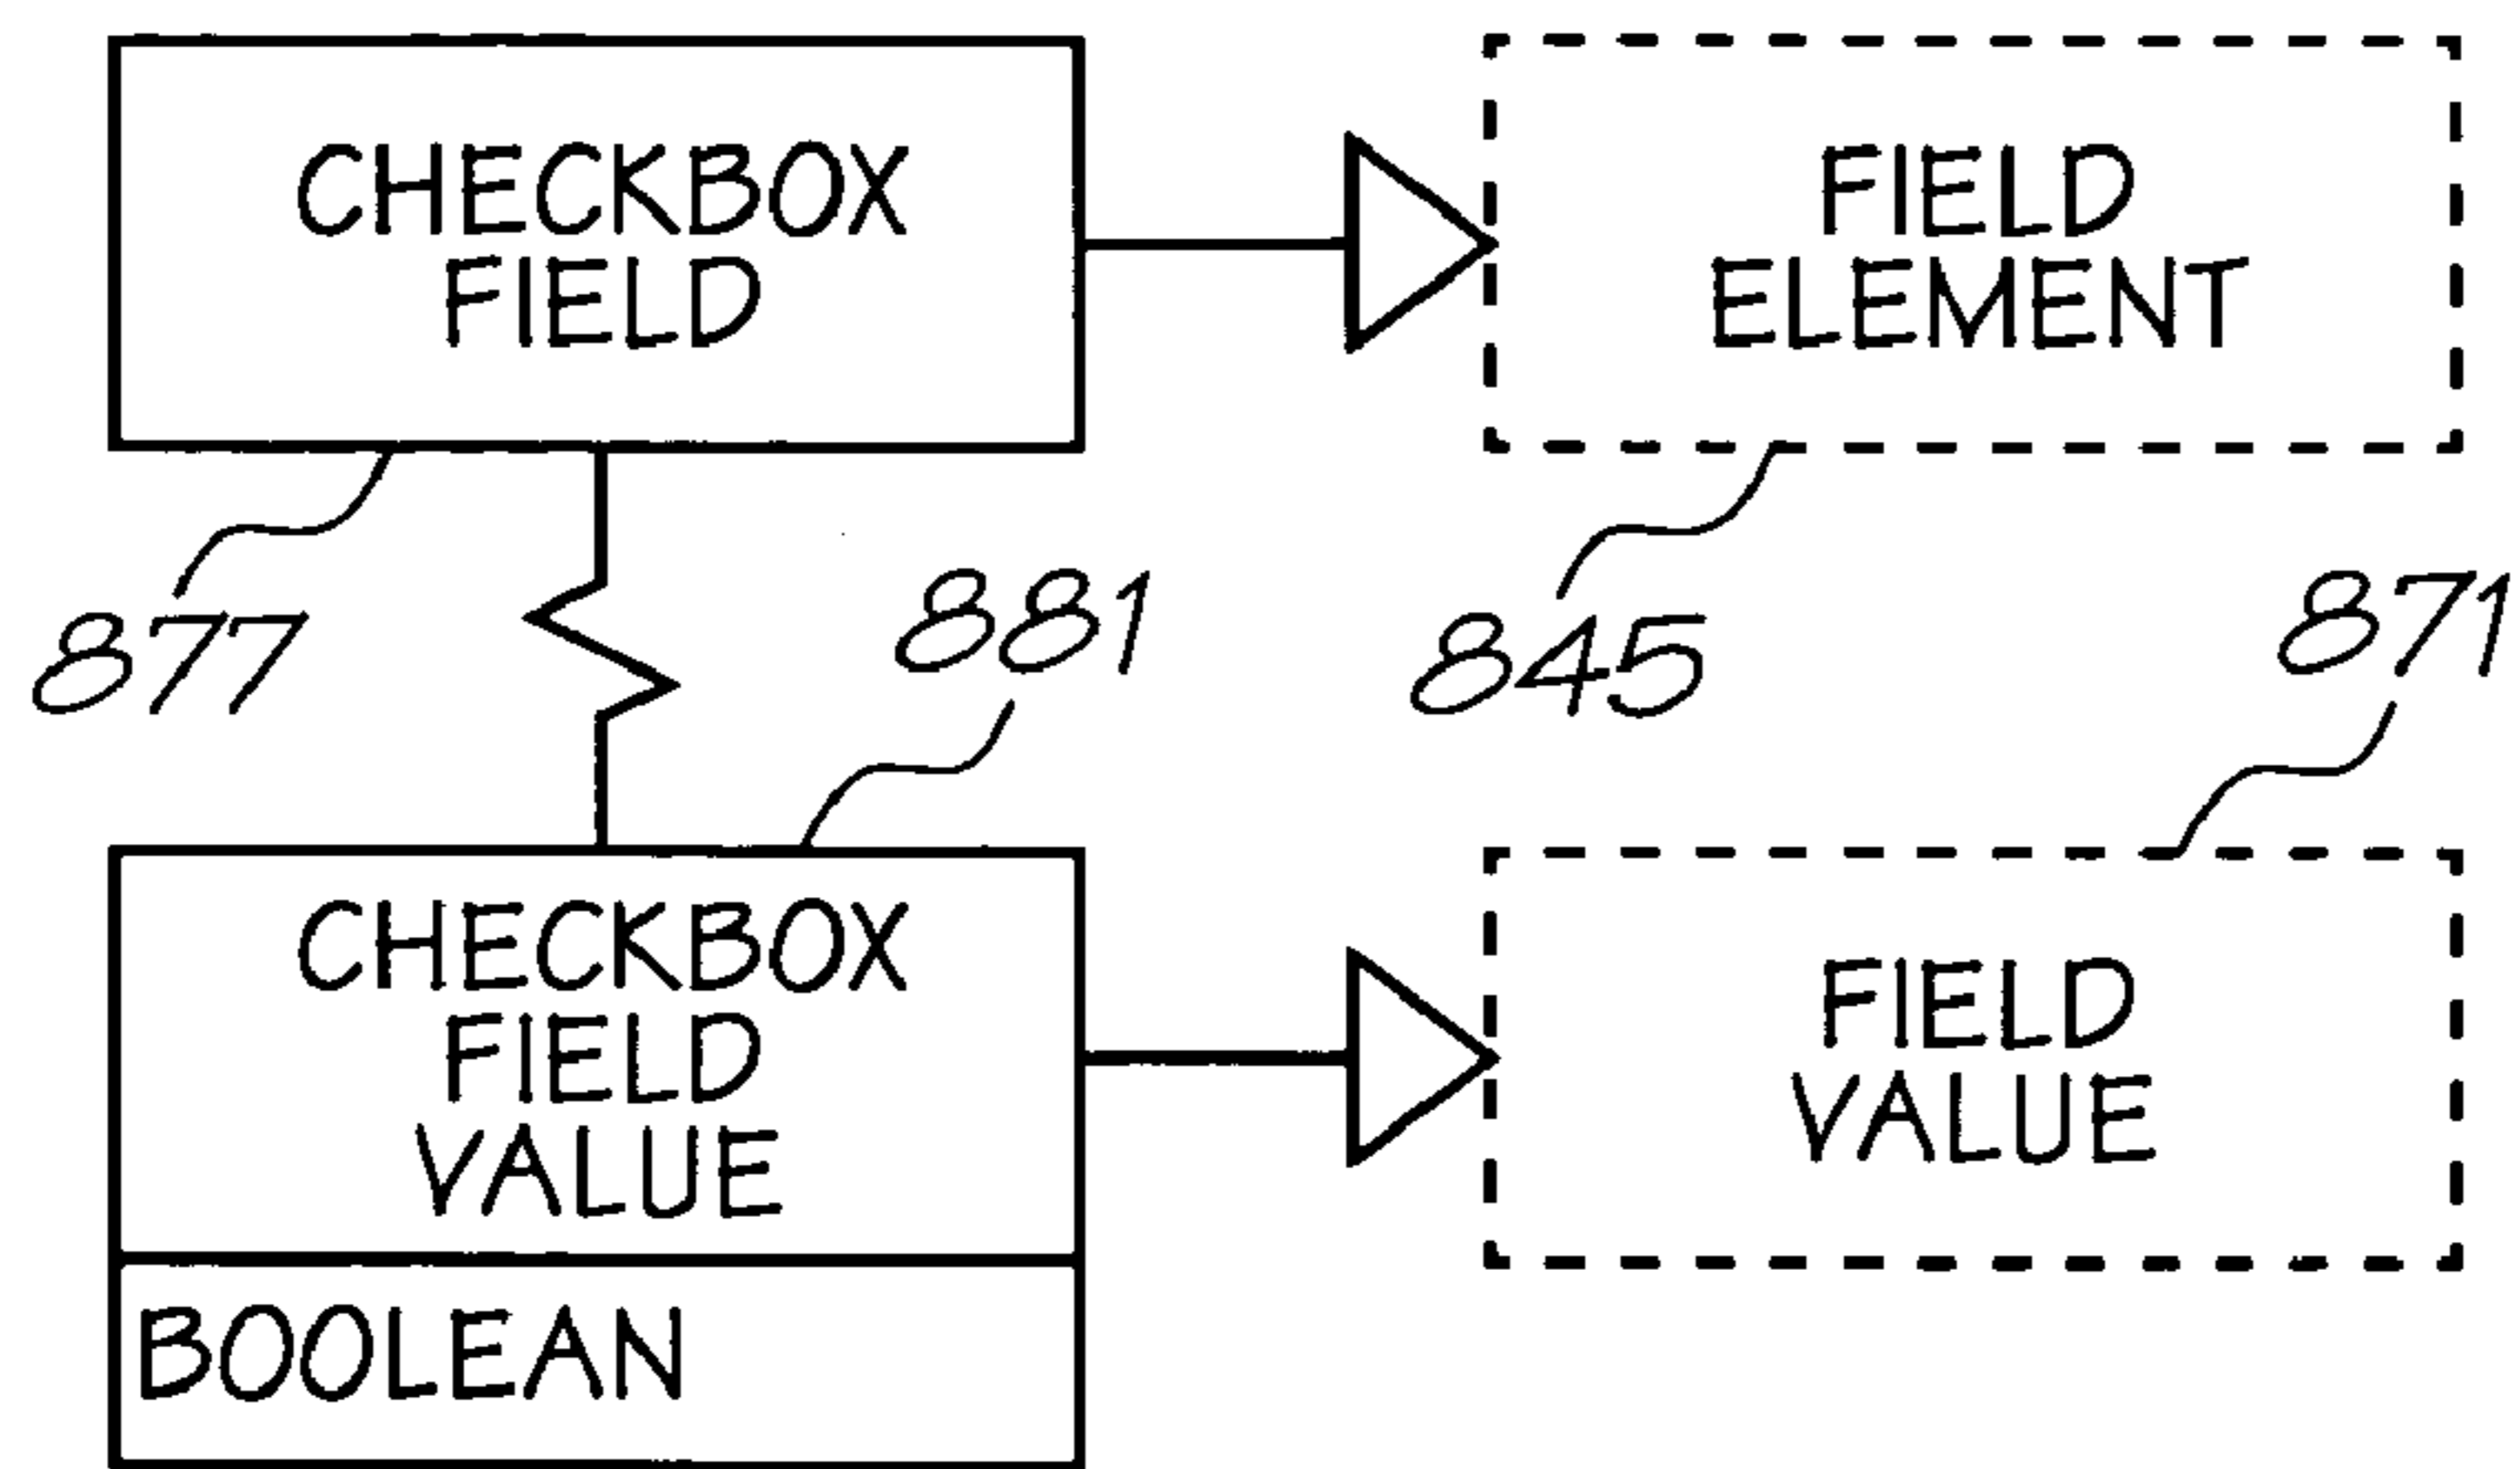 CHECKBOX
FIELD
FIELD
ELEMENT
877
881
845
871
CHECKBOX
FIELD
VALUE
FIELD
VALUE
BOOLEAN